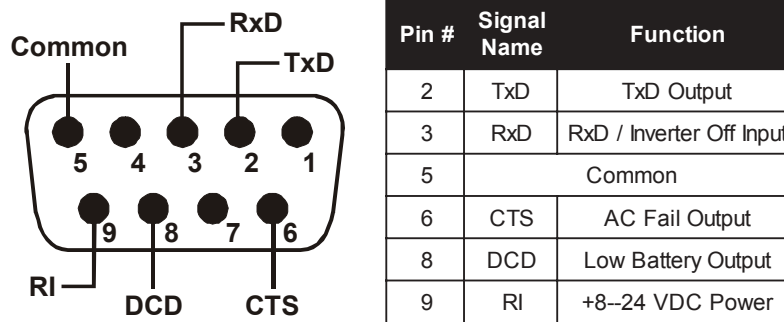 RxD
Common
TxD
5 4 3 2 1
9 8 7 6
RI
DCD CTS
Pin # Signal Name Function
2 TxD TxD Output
3 RxD RxD / Inverter Off Input
5 Common
6 CTS AC Fail Output
8 DCD Low Battery Output
9 RI +8--24 VDC Power